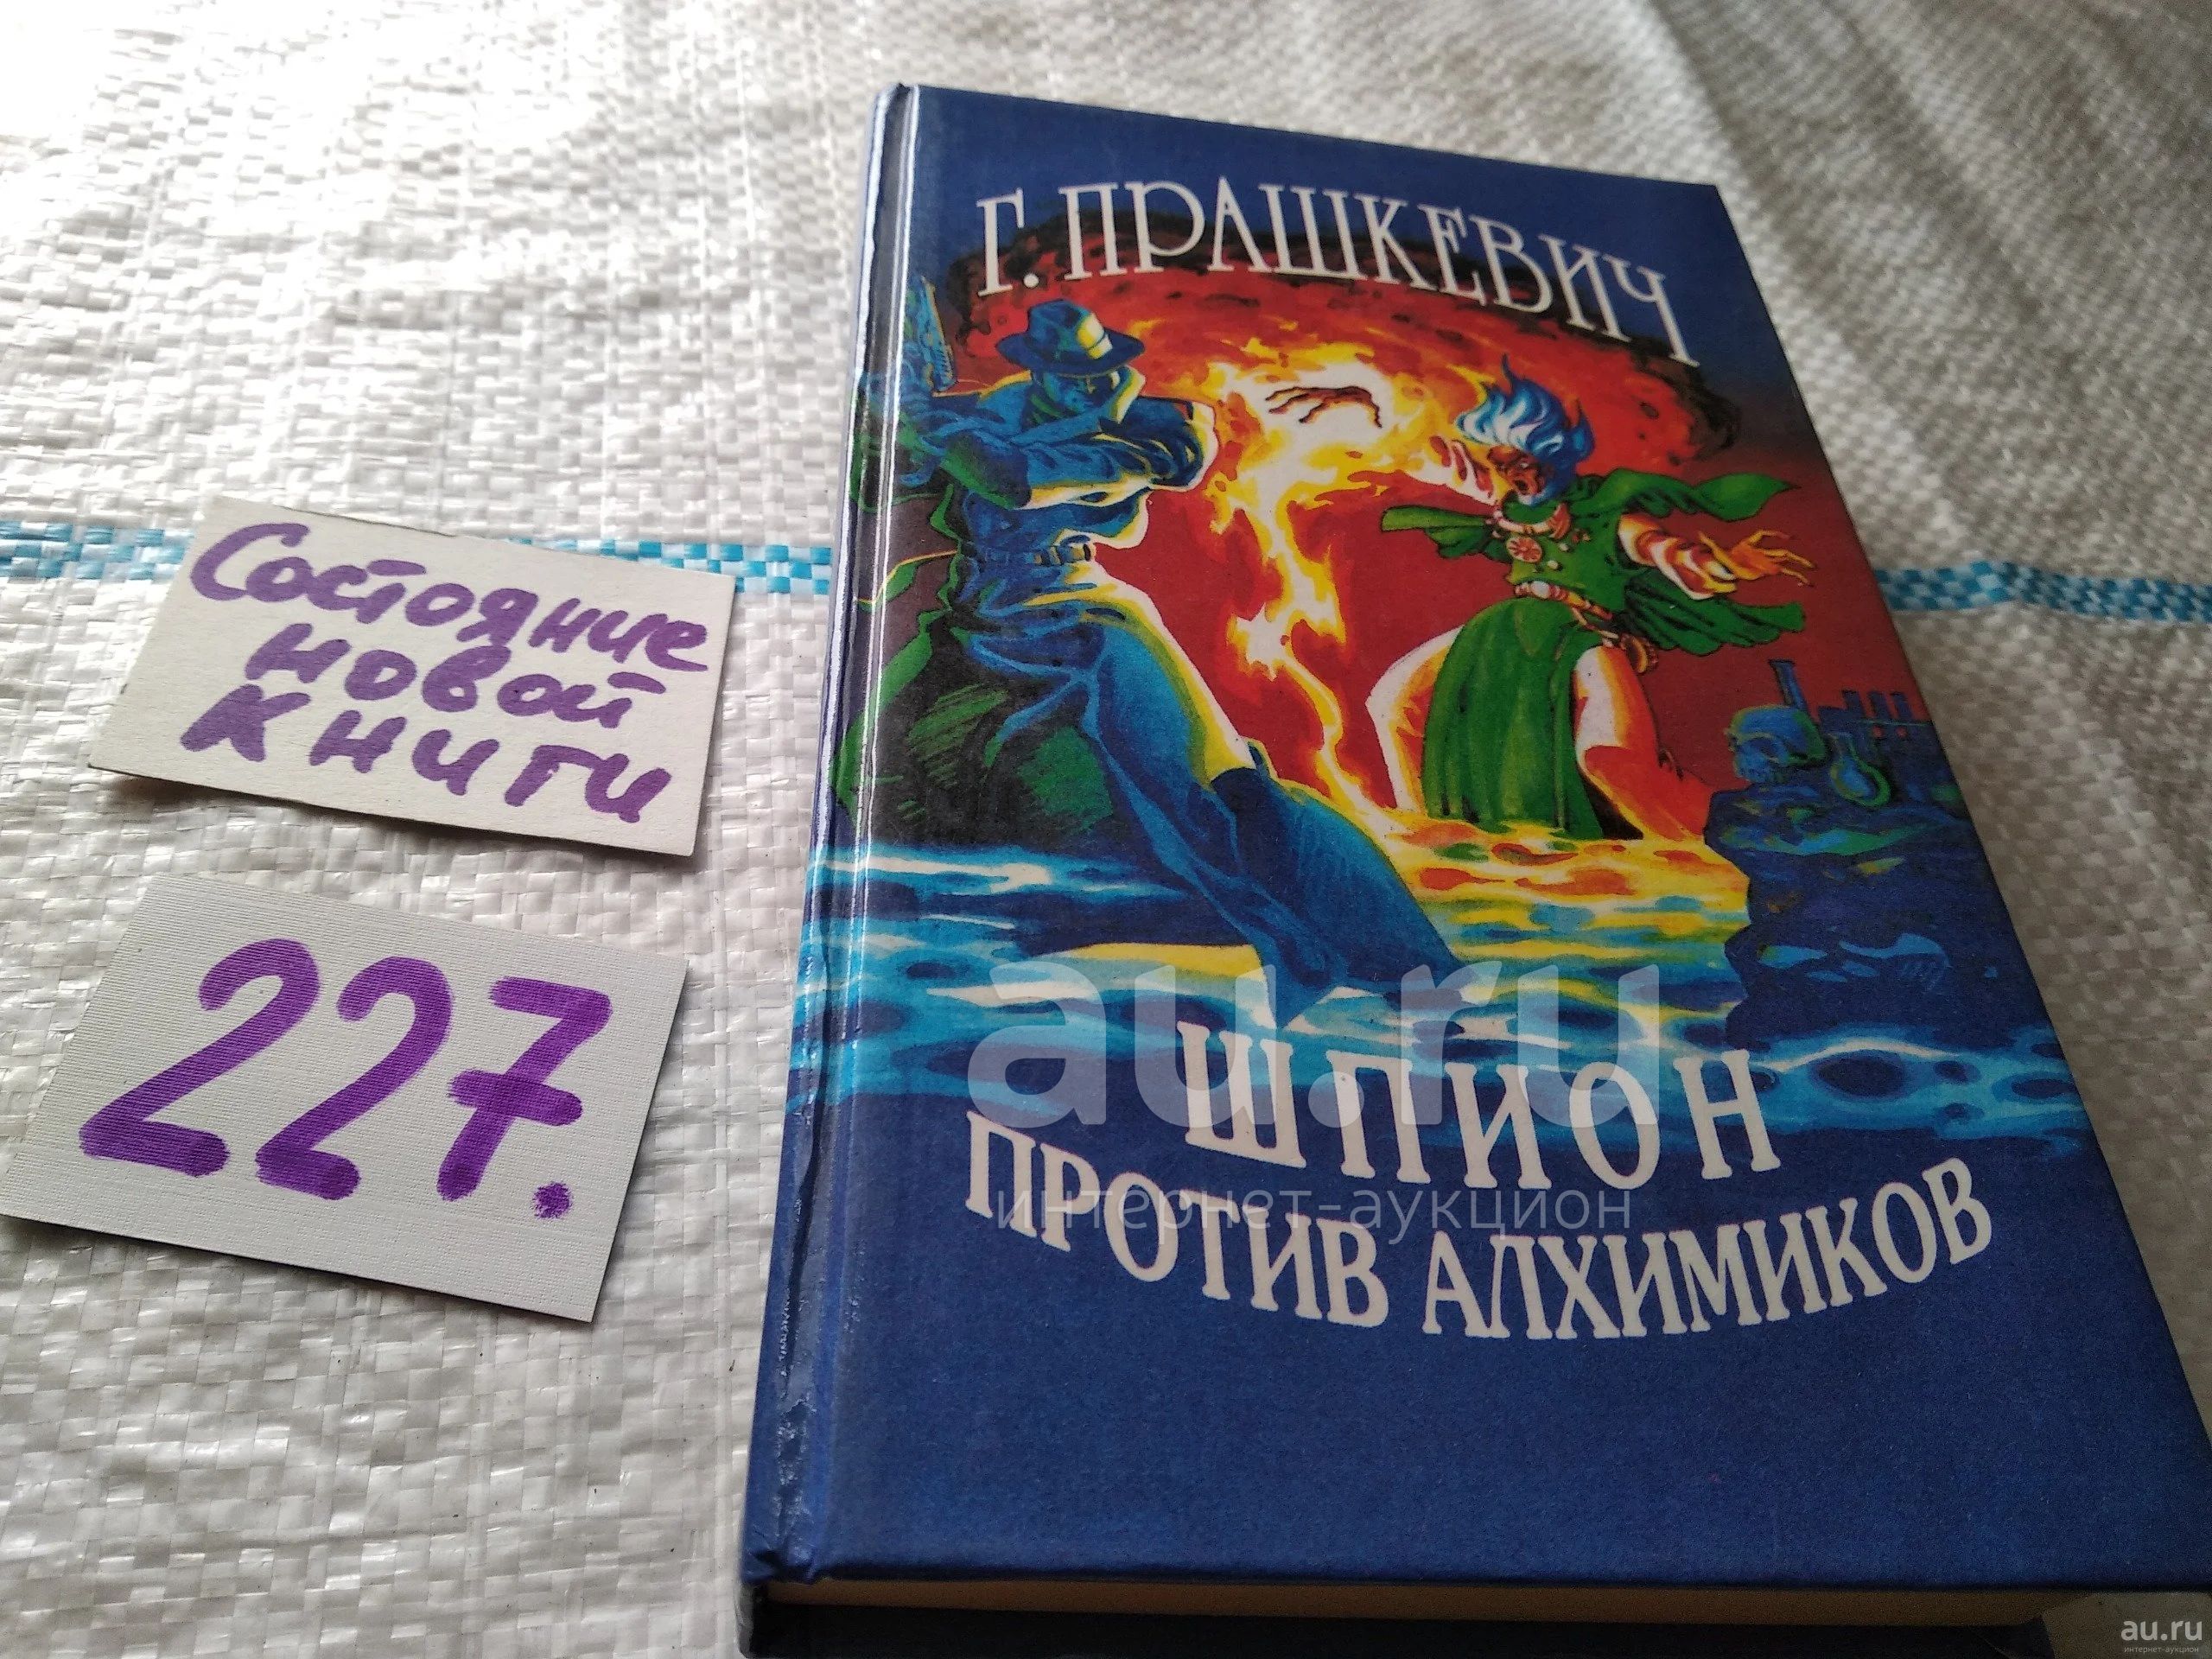 Г. ПРАШКЕВИЧ
Состояние
новой
книги
227.
au.ru
ШПИОН
интернет-аукцион
ПРОТИВ АЛХИМИКОВ
au.ru
интернет-аукцион